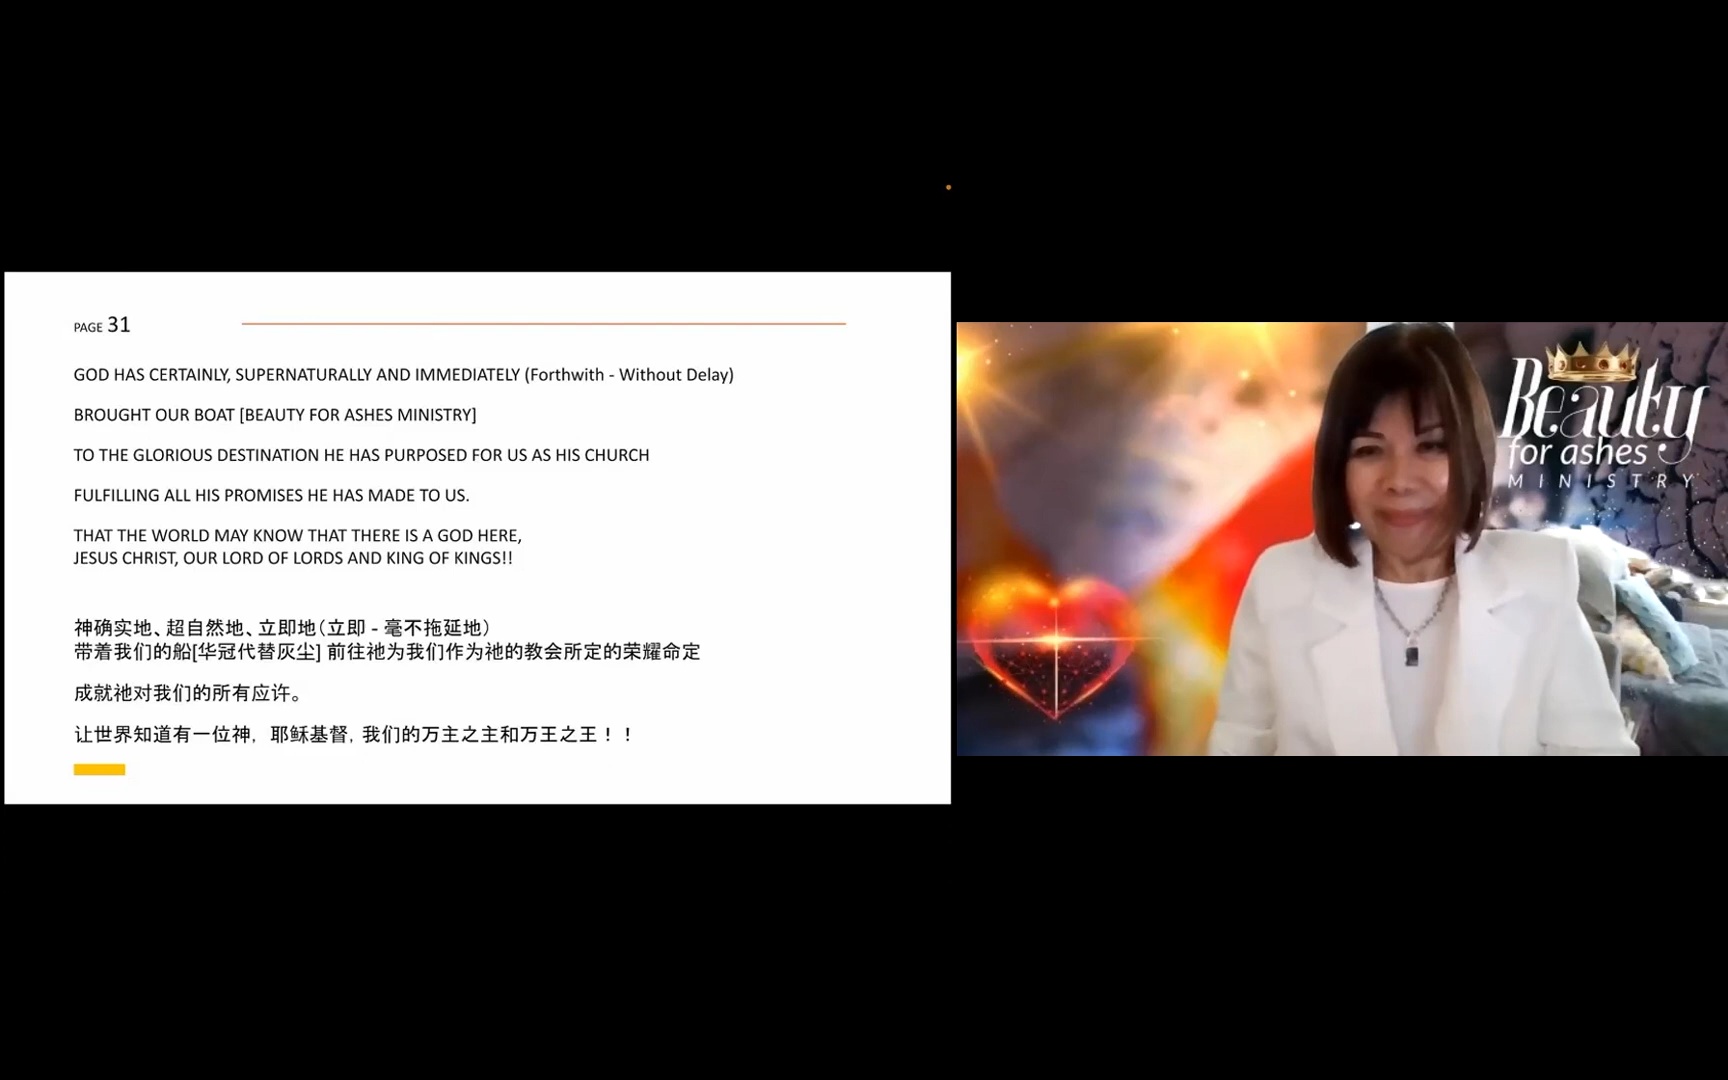 PAGE 31
GOD HAS CERTAINLY, SUPERNATURALLY AND IMMEDIATELY (Forthwith - Without Delay)
BROUGHT OUR BOAT [BEAUTY FOR ASHES MINISTRY]
TO THE GLORIOUS DESTINATION HE HAS PURPOSED FOR US AS HIS CHURCH
FULFILLING ALL HIS PROMISES HE HAS MADE TO US.
THAT THE WORLD MAY KNOW THAT THERE IS A GOD HERE,
JESUS CHRIST, OUR LORD OF LORDS AND KING OF KINGS!!
神确实地、超自然地、立即地（立即 - 毫不拖延地）
带着我们的船[华冠代替灰尘] 前往祂为我们作为祂的教会所定的荣耀命定
成就祂对我们的所有应许。
让世界知道有一位神，耶稣基督，我们的万主之主和万王之王！！
Beauty
for ashes
MINISTRY